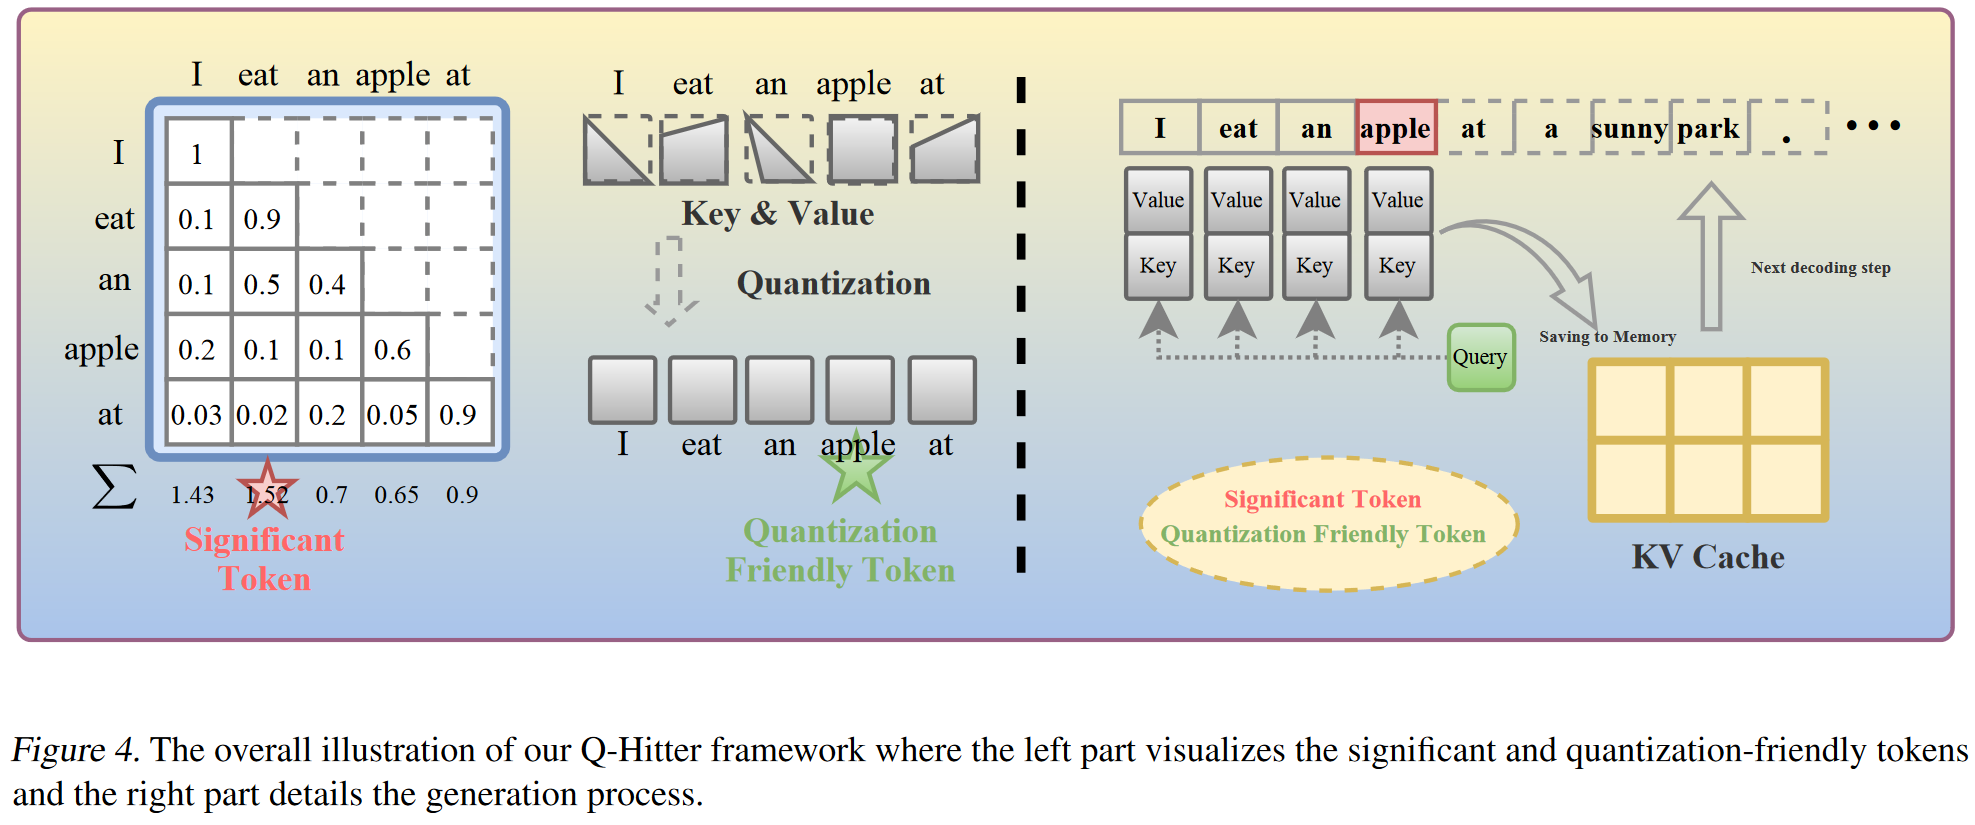 I eat an apple at
I 1
eat 0.1 0.9
an 0.1 0.5 0.4
apple 0.2 0.1 0.1 0.6
at 0.03 0.02 0.2 0.05 0.9
∑ 1.43 1.52 0.7 0.65 0.9
Significant
Token
I eat an apple at
Key & Value
Quantization
I eat an apple at
Quantization
Friendly Token
I eat an apple at a sunny park . •••
Value Value Value Value
Key Key Key Key
Query
Saving to Memory
Next decoding step
Significant Token
Quantization Friendly Token
KV Cache
Figure 4. The overall illustration of our Q-Hitter framework where the left part visualizes the significant and quantization-friendly tokens
and the right part details the generation process.